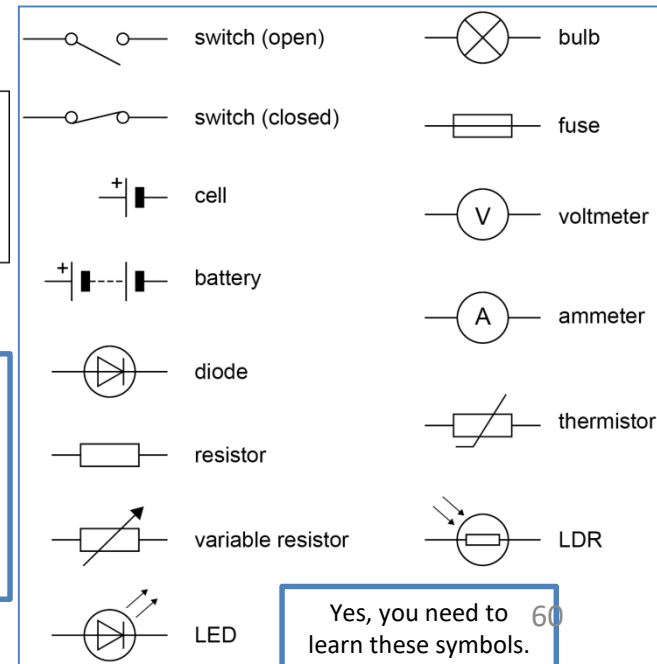 switch (open)
switch (closed)
+
cell
+
battery
diode
resistor
variable resistor
LED
bulb
fuse
V
voltmeter
A
ammeter
thermistor
LDR
Yes, you need to
learn these symbols.
60